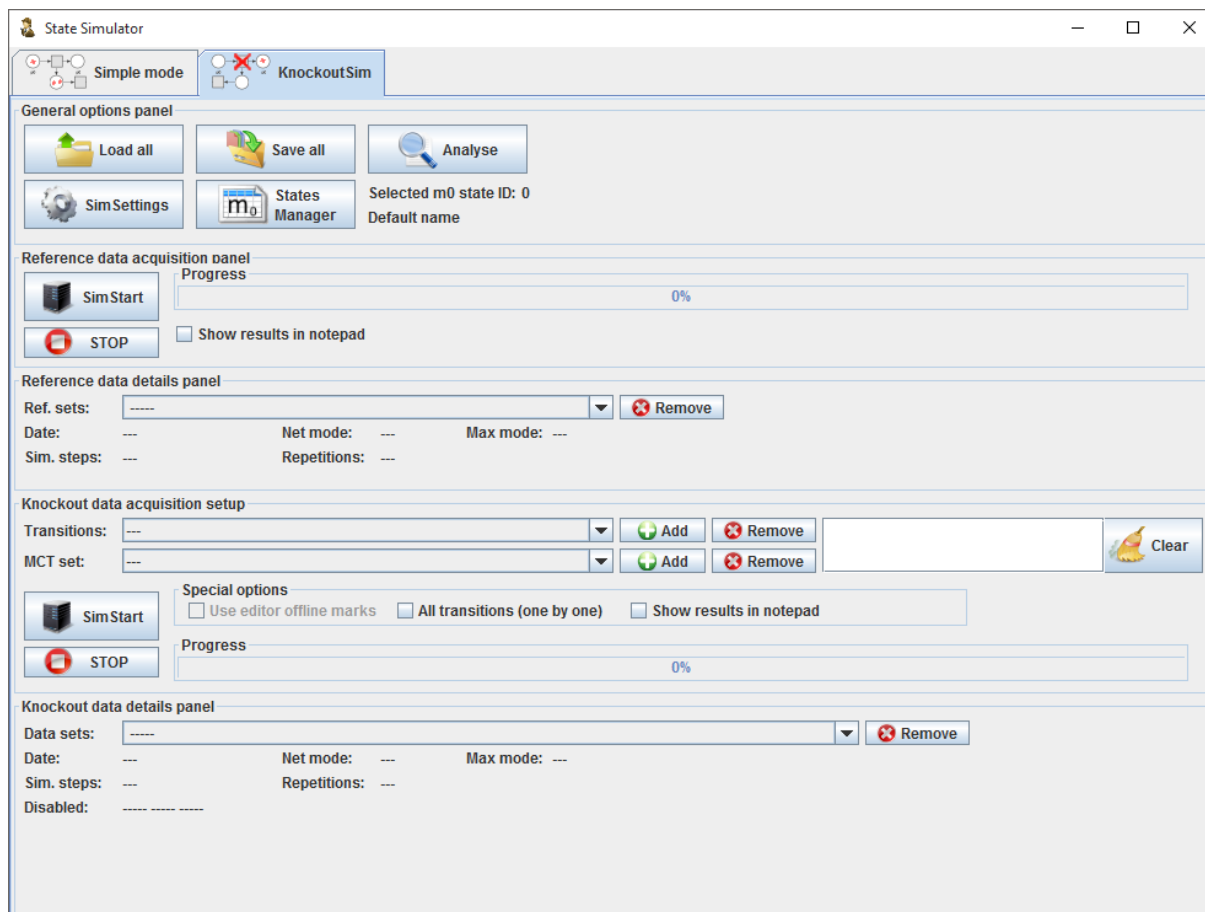 State Simulator
Simple mode
KnockoutSim
General options panel
Load all
Save all
Analyse
SimSettings
m0
States
Manager
Selected m0 state ID: 0
Default name
Reference data acquisition panel
SimStart
Progress
0%
STOP
Show results in notepad
Reference data details panel
Ref. sets: -----
Remove
Date: --- Net mode: --- Max mode: ---
Sim. steps: --- Repetitions: ---
Knockout data acquisition setup
Transitions: --- Add Remove
Clear
MCT set: --- Add Remove
SimStart
Special options
Use editor offline marks All transitions (one by one) Show results in notepad
STOP
Progress
0%
Knockout data details panel
Data sets: ----- Remove
Date: --- Net mode: --- Max mode: ---
Sim. steps: --- Repetitions: ---
Disabled: ----- ----- -----